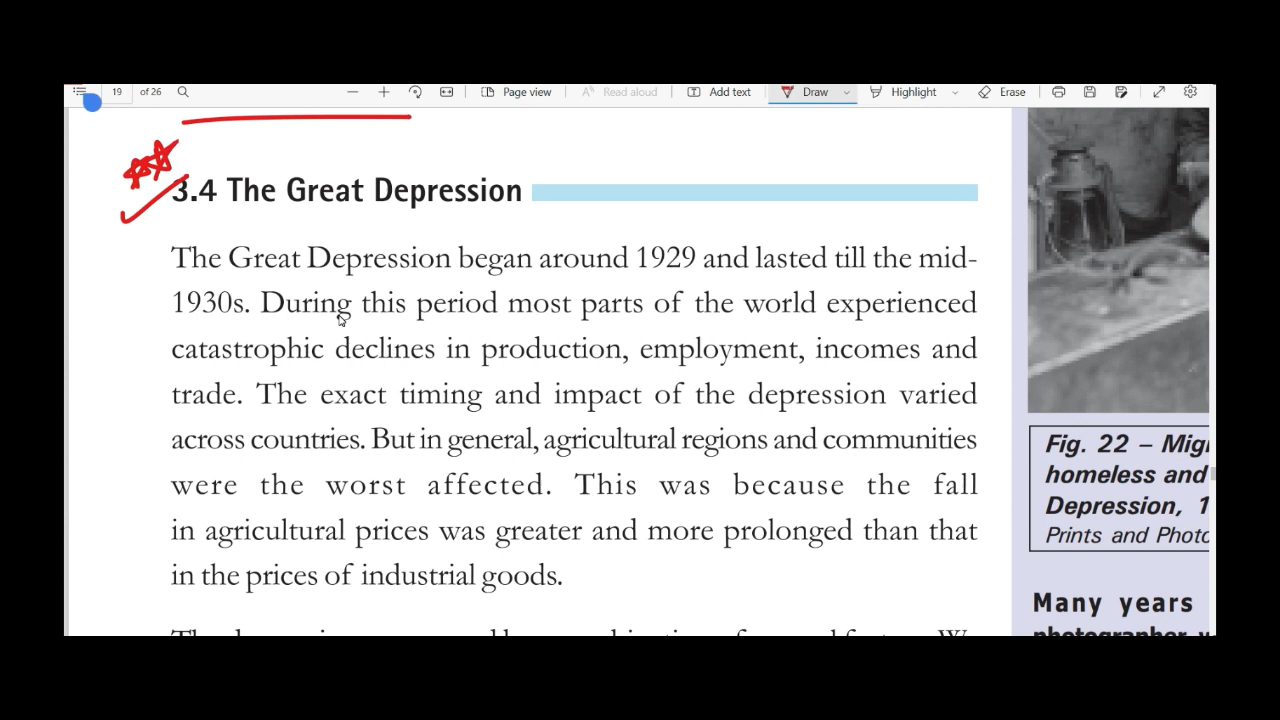 19 of 26 Page view Read aloud Add text Draw Highlight Erase
3.4 The Great Depression
The Great Depression began around 1929 and lasted till the mid-
1930s. During this period most parts of the world experienced
catastrophic declines in production, employment, incomes and
trade. The exact timing and impact of the depression varied
across countries. But in general, agricultural regions and communities
were the worst affected. This was because the fall
in agricultural prices was greater and more prolonged than that
in the prices of industrial goods.
Fig. 22 – Mig
homeless and
Depression, 1
Prints and Photo
Many years